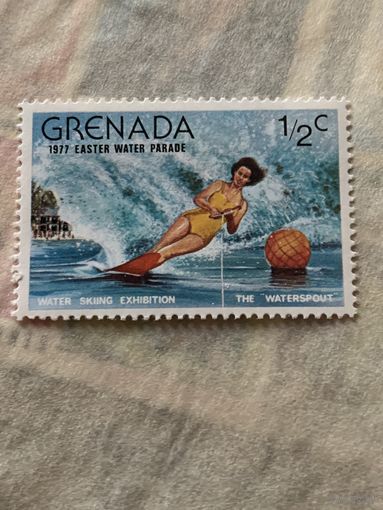 GRENADA 1/2C
1977 EASTER WATER PARADE
WATER SKIING EXHIBITION THE "WATERSPOUT"